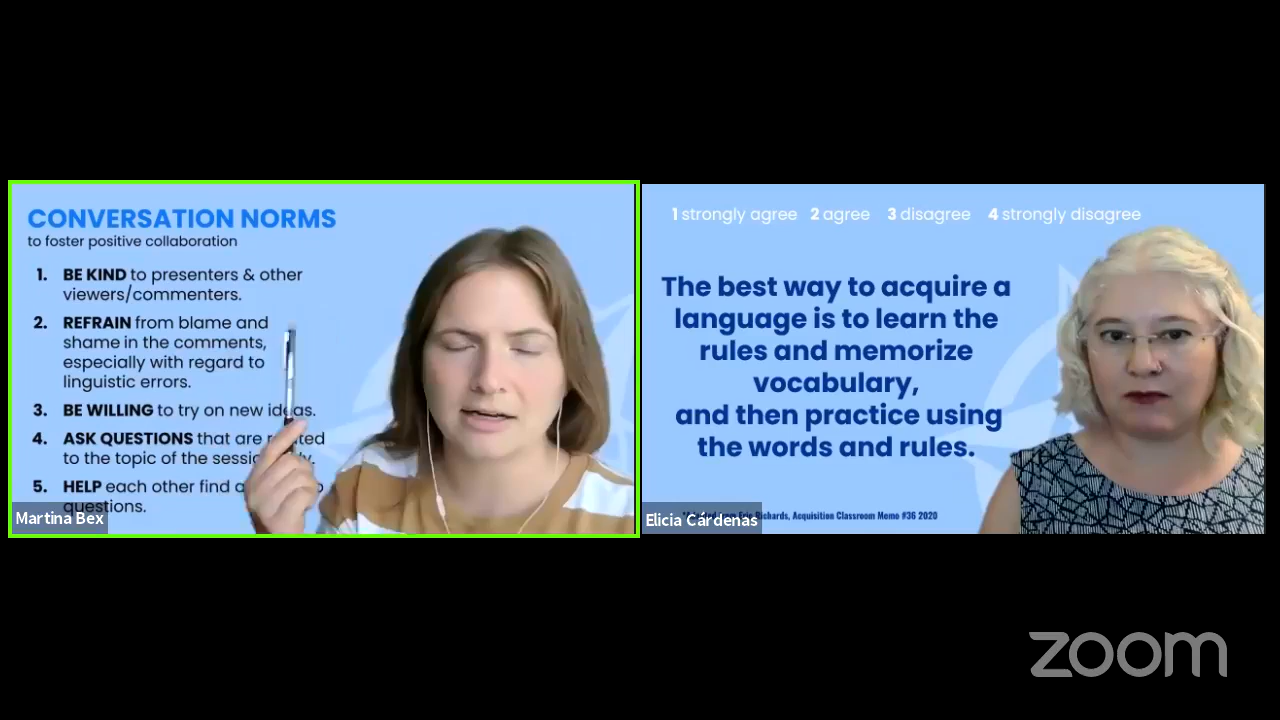 CONVERSATION NORMS
to foster positive collaboration
1. BE KIND to presenters & other
viewers/commenters.
2. REFRAIN from blame and
shame in the comments,
especially with regard to
linguistic errors.
3. BE WILLING to try on new ideas.
4. ASK QUESTIONS that are
to the topic of the
5. HELP each other find
questions.
Martina Bex
1 strongly agree 2 agree 3 disagree 4 strongly disagree
The best way to acquire a
language is to learn the
rules and memorize
vocabulary,
and then practice using
the words and rules.
Richards, Acquisition Classroom Memo #36 2020
Elicia Cárdenas
zoom